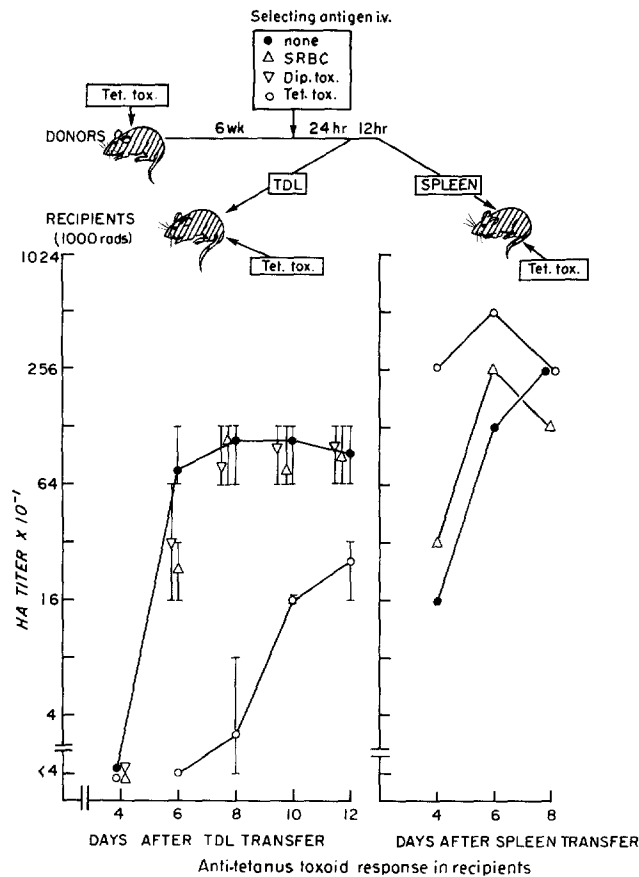 Selecting antigen i.v.
● none
△ SRBC
▽ Dip. tox.
○ Tet. tox.
Tet. tox.
DONORS
6 wk
24 hr
12 hr
TDL
SPLEEN
RECIPIENTS
(1000 rads)
Tet. tox.
Tet. tox.
HA TITER X 10⁻¹
1024
256
64
16
4
<4
4 6 8 10 12
4 6 8
DAYS AFTER TDL TRANSFER
DAYS AFTER SPLEEN TRANSFER
Anti-tetanus toxoid response in recipients